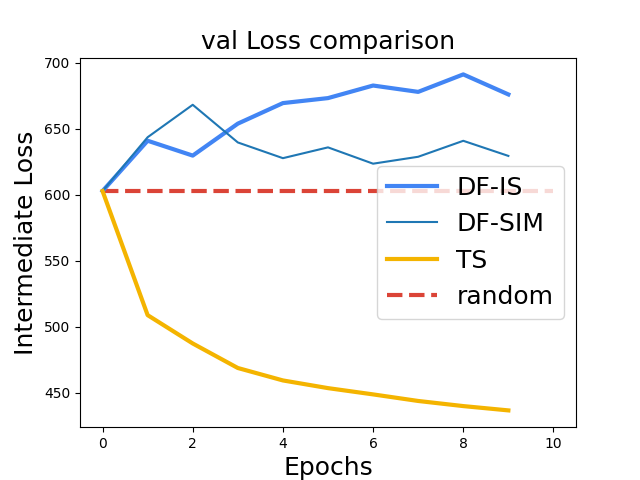 val Loss comparison
Intermediate Loss
700
650
600
550
500
450
DF-IS
DF-SIM
TS
random
0
2
4
6
8
10
Epochs